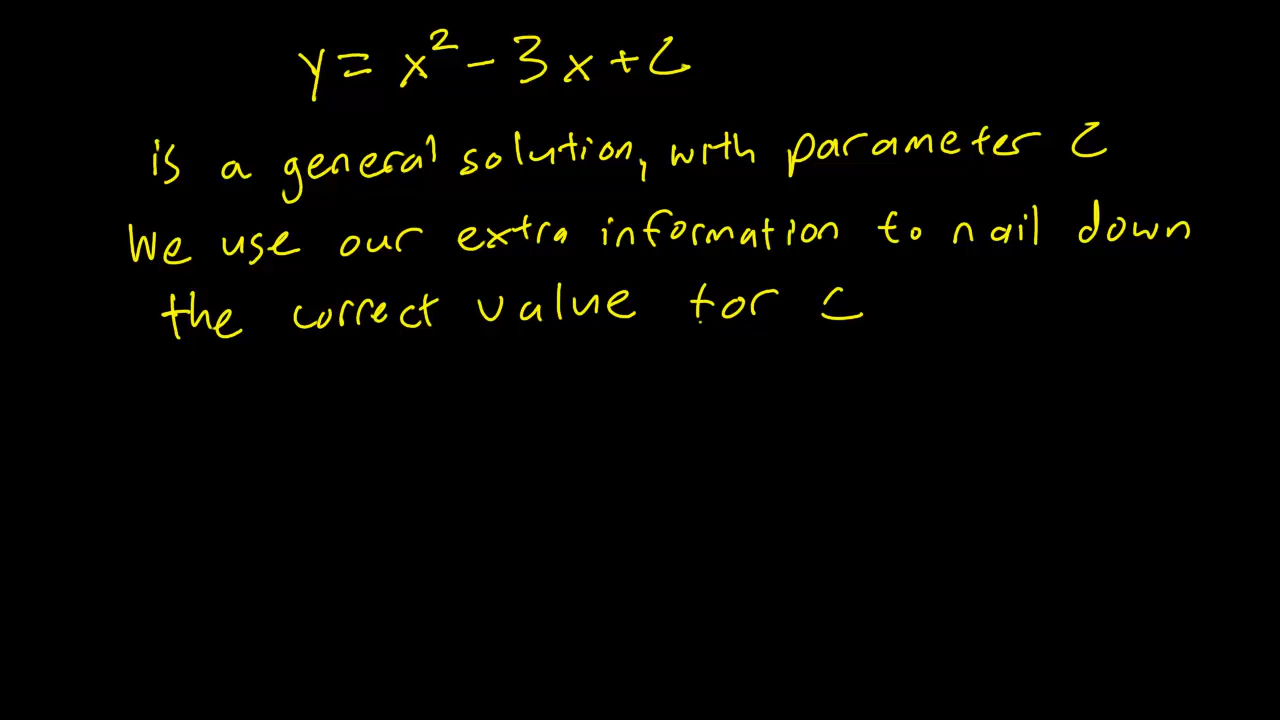 y = x² - 3x + C
is a general solution, with parameter C
We use our extra information to nail down
the correct value for C